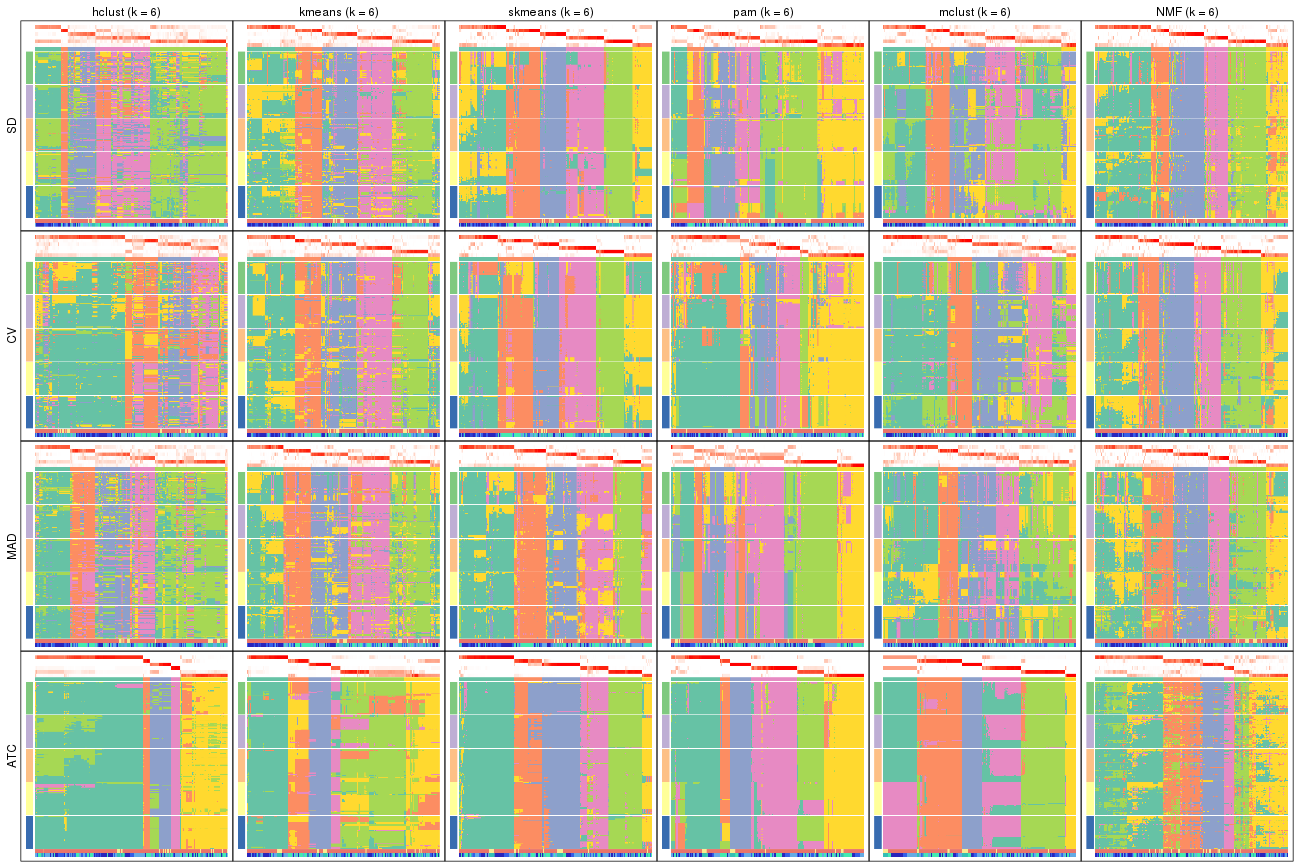 hclust (k = 6) kmeans (k = 6) skmeans (k = 6) pam (k = 6) mclust (k = 6) NMF (k = 6)
SD
CV
MAD
ATC